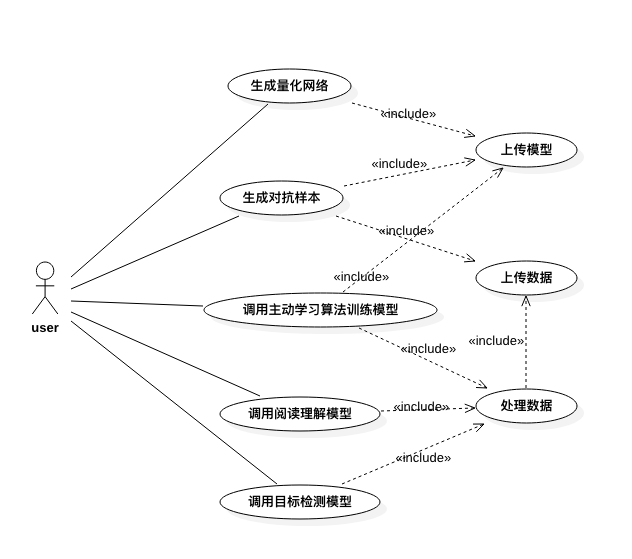 生成量化网络
«include»
上传模型
«include»
生成对抗样本
«include»
上传数据
«include»
user
调用主动学习算法训练模型
«include»
«include»
调用阅读理解模型
«include»
处理数据
«include»
调用目标检测模型